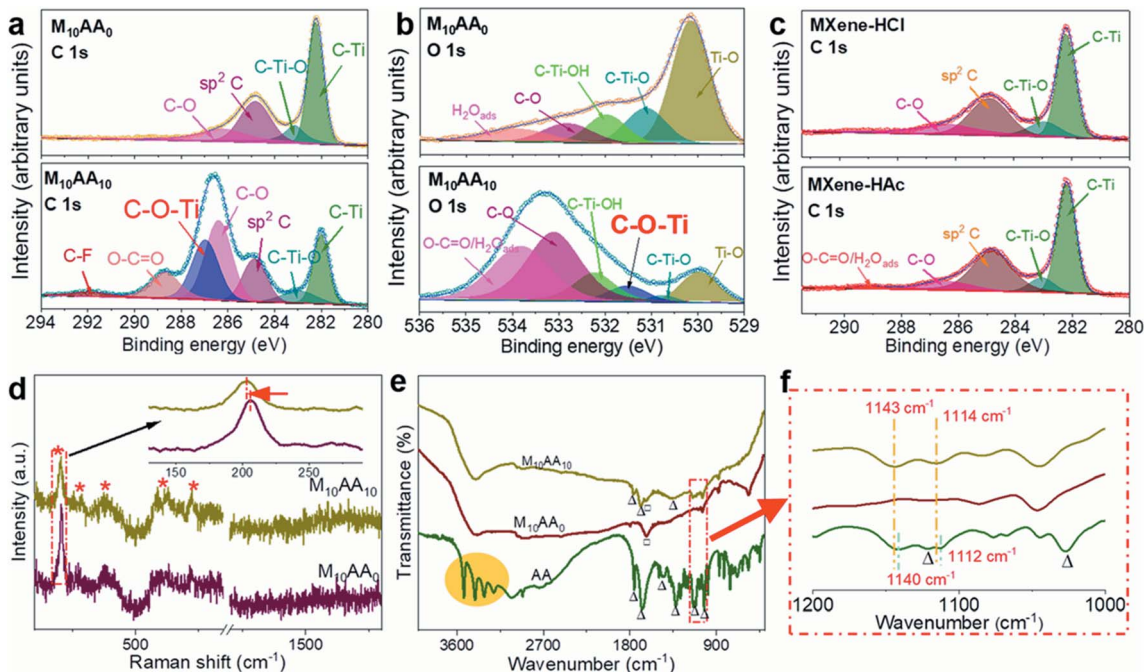 a
M₁₀AA₀
C 1s
C-O
sp² C
C-Ti-O
C-Ti
M₁₀AA₁₀
C 1s
C-O-Ti
C-O
C-F
O-C=O
sp² C
C-Ti-O
C-Ti
294 292 290 288 286 284 282 280
Binding energy (eV)
Intensity (arbitrary units)
b
M₁₀AA₀
O 1s
H₂Oads
C-O
C-Ti-OH
C-Ti-O
Ti-O
M₁₀AA₁₀
O 1s
O-C=O/H₂Oads
C-O
C-Ti-OH
C-O-Ti
C-Ti-O
Ti-O
536 535 534 533 532 531 530 529
Binding energy (eV)
Intensity (arbitrary units)
c
MXene-HCl
C 1s
C-O
sp² C
C-Ti-O
C-Ti
MXene-HAc
C 1s
O-C=O/H₂Oads
C-O
sp² C
C-Ti-O
C-Ti
290 288 286 284 282 280
Binding energy (eV)
Intensity (arbitrary units)
d
150 200 250
M₁₀AA₁₀
M₁₀AA₀
500 1500
Raman shift (cm⁻¹)
Intensity (a.u.)
e
M₁₀AA₁₀
M₁₀AA₀
AA
3600 2700 1800 900
Wavenumber (cm⁻¹)
Transmittance (%)
f
1143 cm⁻¹
1114 cm⁻¹
1112 cm⁻¹
1140 cm⁻¹
1200 1100 1000
Wavenumber (cm⁻¹)